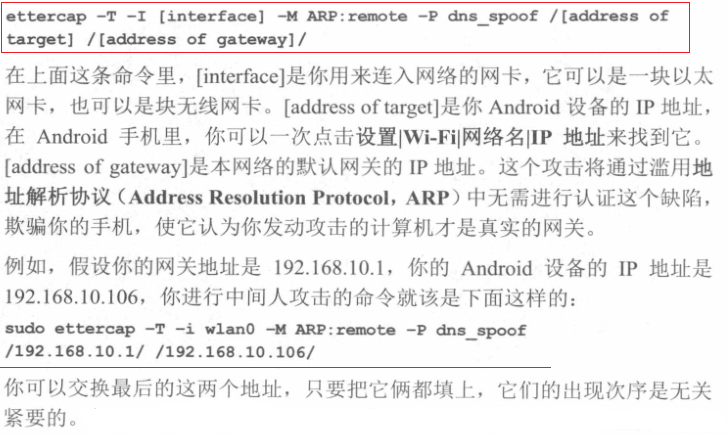 ettercap –T –I [interface] –M ARP:remote –P dns_spoof /[address of
target] /[address of gateway]/
在上面这条命令里，[interface]是你用来连入网络的网卡，它可以是一块以太
网卡，也可以是块无线网卡。[address of target]是你 Android 设备的 IP 地址，
在 Android 手机里，你可以一次点击设置|Wi-Fi|网络名|IP 地址来找到它。
[address of gateway]是本网络的默认网关的 IP 地址。这个攻击将通过滥用地
址解析协议（Address Resolution Protocol，ARP）中无需进行认证这个缺陷，
欺骗你的手机，使它认为你发动攻击的计算机才是真实的网关。
例如，假设你的网关地址是 192.168.10.1，你的 Android 设备的 IP 地址是
192.168.10.106，你进行中间人攻击的命令就该是下面这样的：
sudo ettercap –T –i wlan0 –M ARP:remote –P dns_spoof
/192.168.10.1/ /192.168.10.106/
你可以交换最后的这两个地址，只要把它俩都填上，它们的出现次序是无关
紧要的。